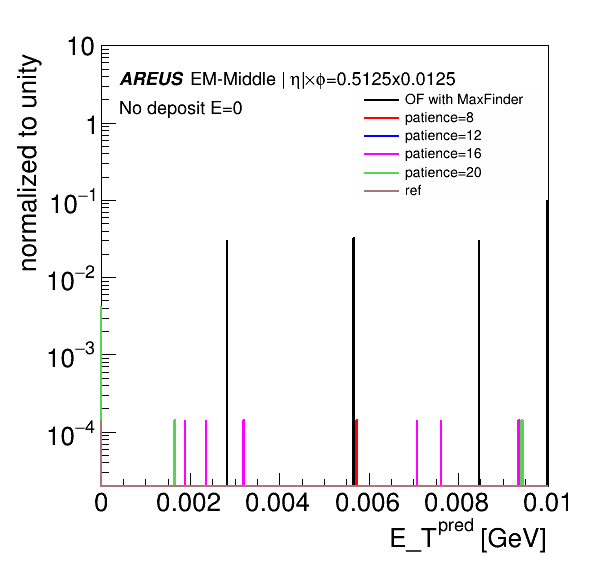 normalized to unity
10
1
10⁻¹
10⁻²
10⁻³
10⁻⁴
AREUS EM-Middle | η|×ϕ=0.5125x0.0125
No deposit E=0
OF with MaxFinder
patience=8
patience=12
patience=16
patience=20
ref
0 0.002 0.004 0.006 0.008 0.01
E_T^pred [GeV]